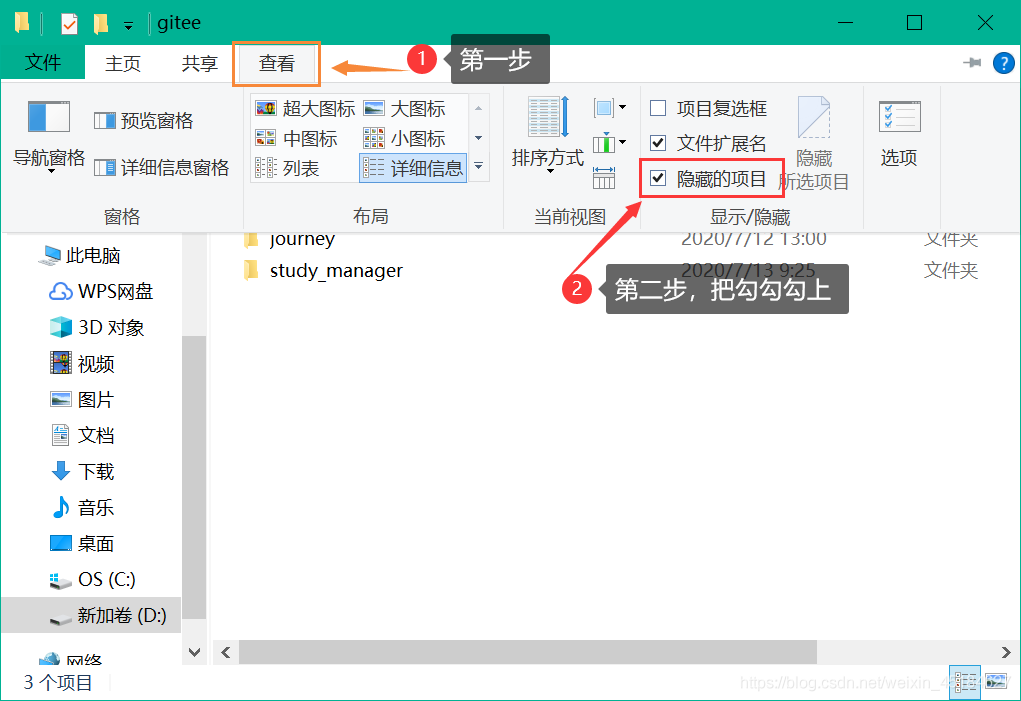 gitee
文件 主页 共享 查看 1 第一步
导航窗格 预览窗格 详细信息窗格
窗格
超大图标 大图标
中图标 小图标
列表 详细信息
布局
排序方式
当前视图
项目复选框
文件扩展名
隐藏的项目
隐藏
所选项目
显示/隐藏
选项
此电脑
WPS网盘
3D 对象
视频
图片
文档
下载
音乐
桌面
OS (C:)
新加卷 (D:)
网络
journey 2020/7/12 13:00 文件夹
study_manager 2020/7/13 9:25 文件夹
2 第二步，把勾勾勾上
3 个项目
https://blog.csdn.net/weixin_